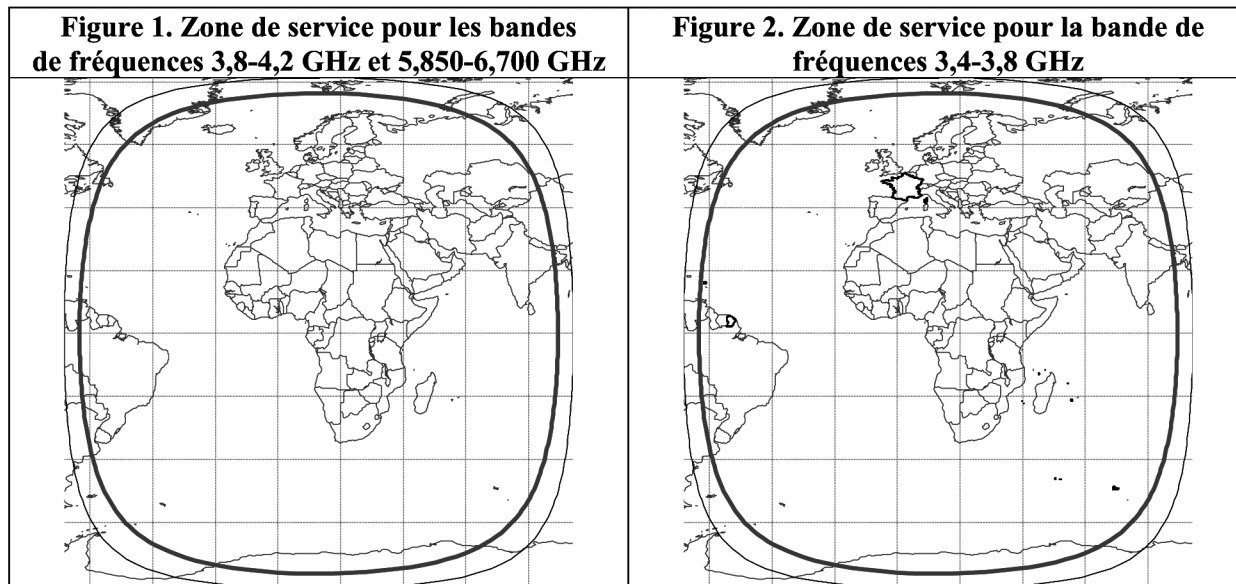 Figure 1. Zone de service pour les bandes
de fréquences 3,8-4,2 GHz et 5,850-6,700 GHz
Figure 2. Zone de service pour la bande de
fréquences 3,4-3,8 GHz